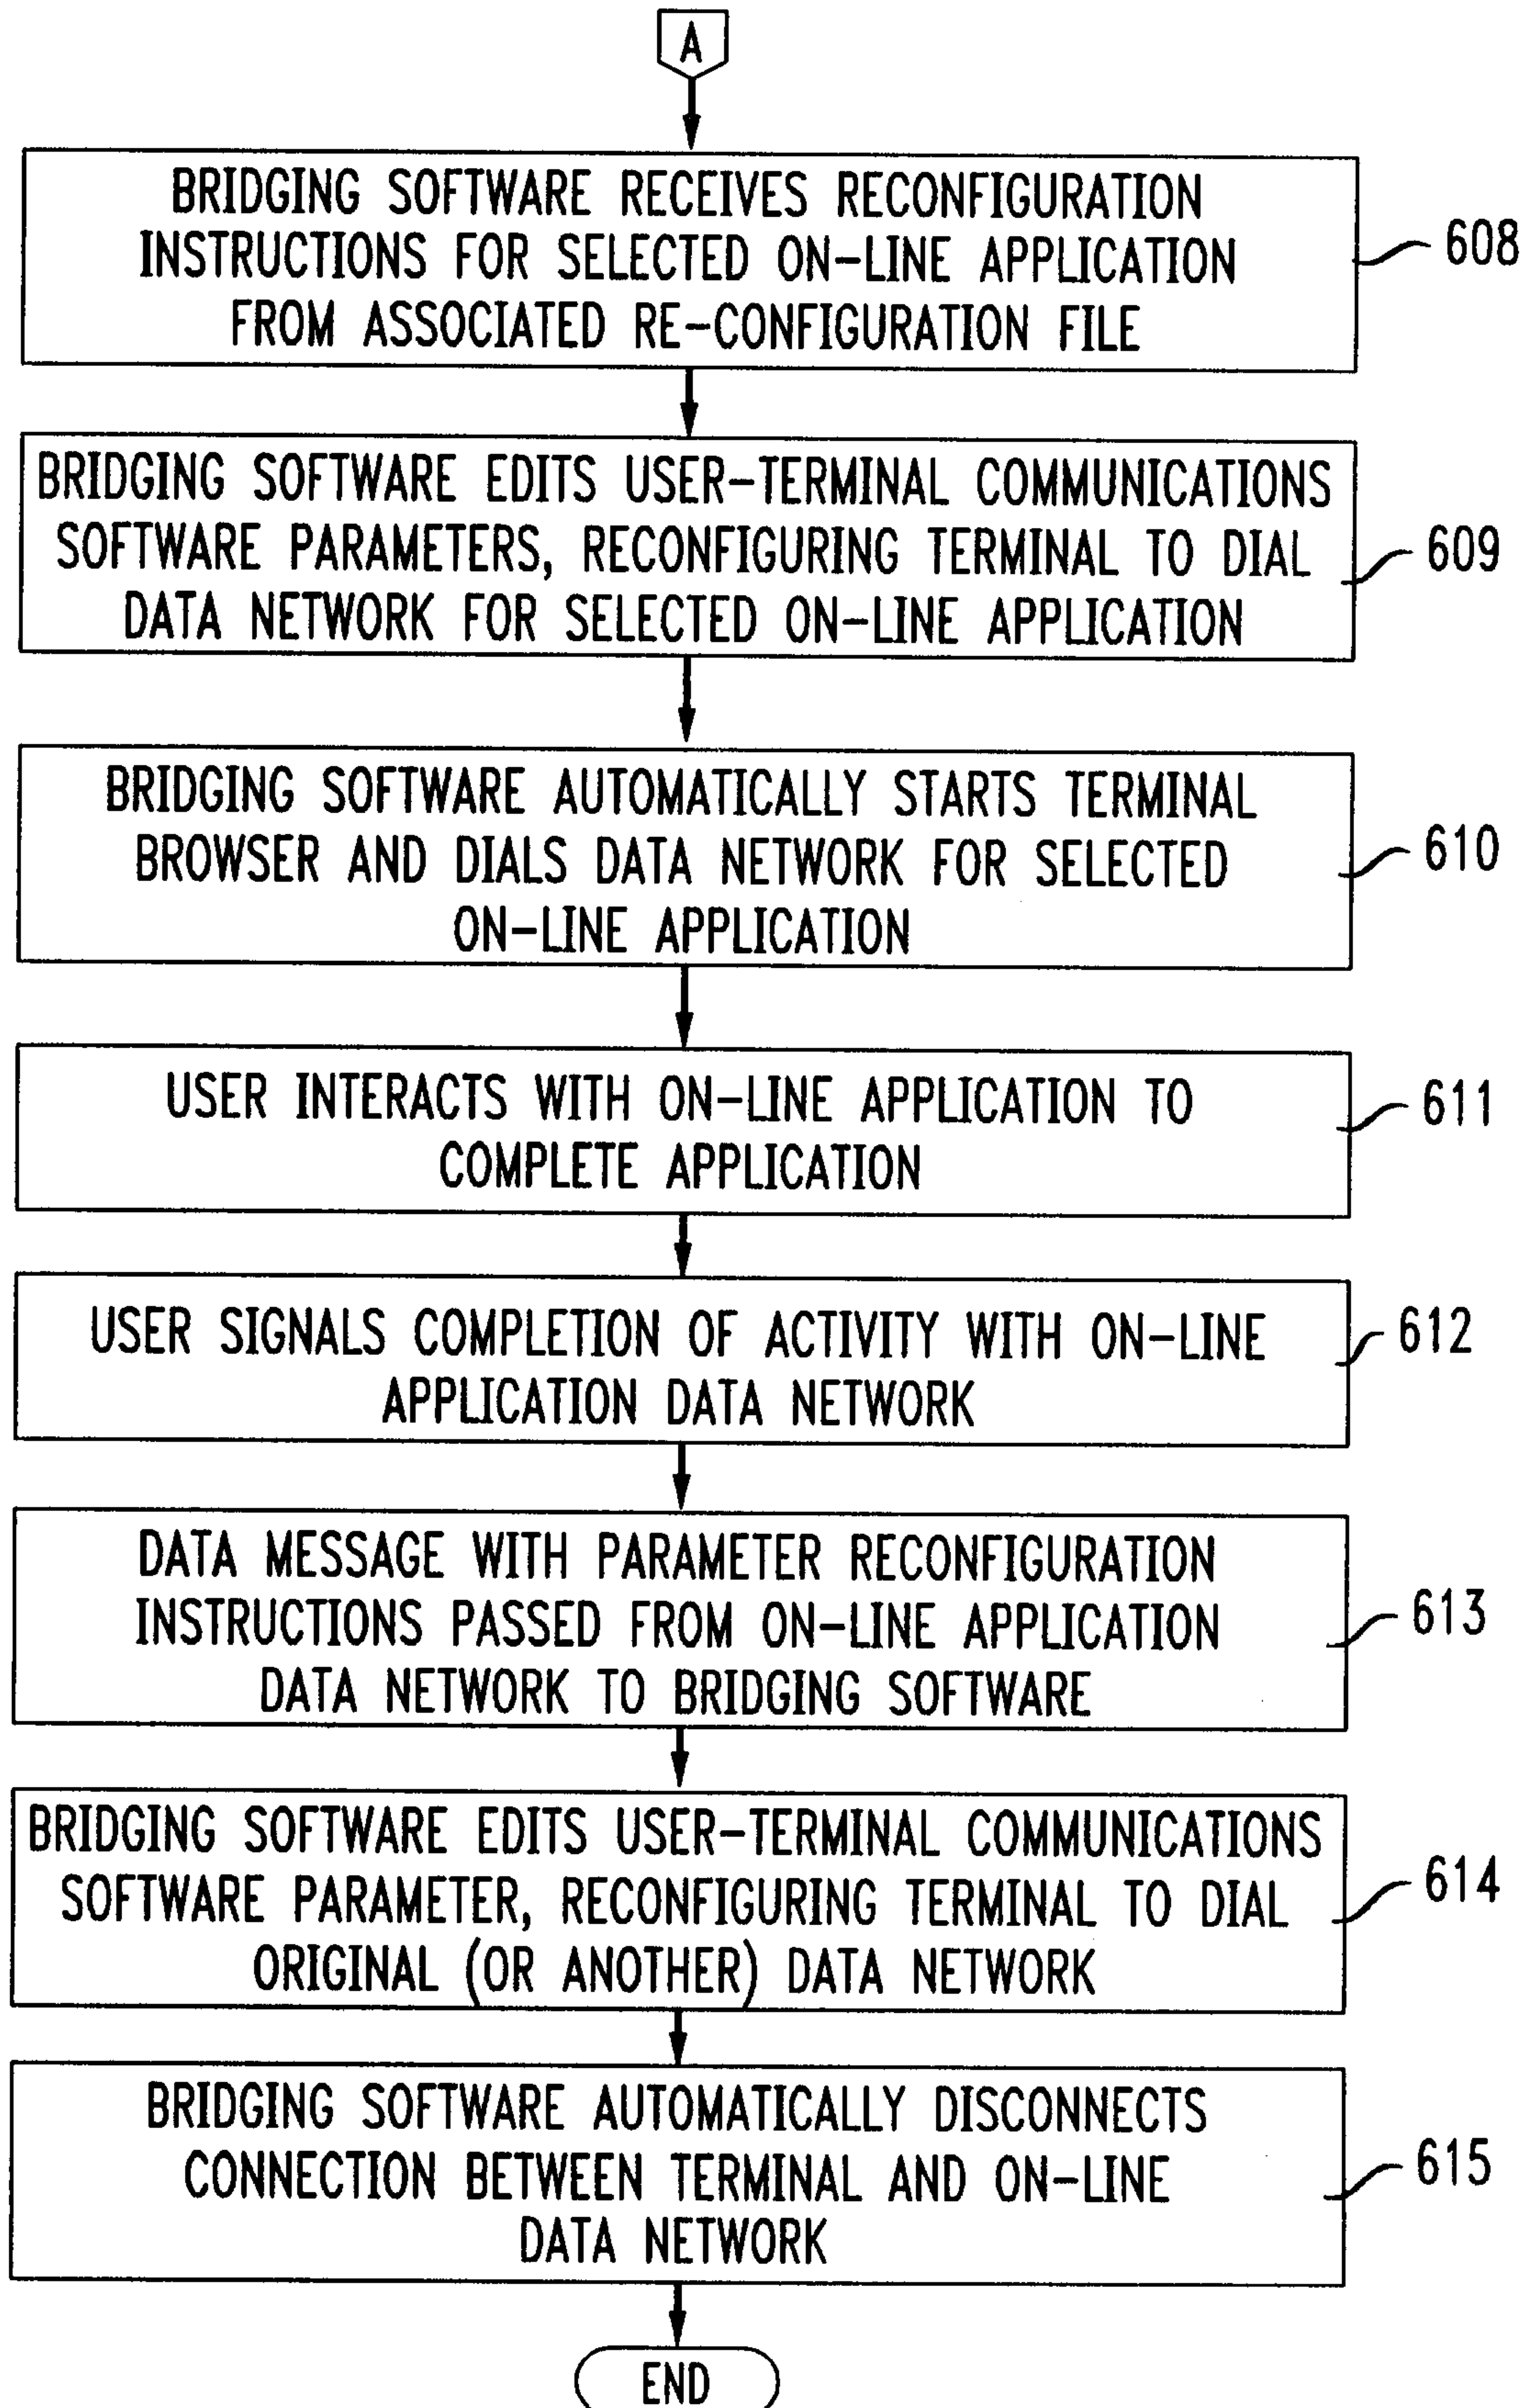 A
BRIDGING SOFTWARE RECEIVES RECONFIGURATION
INSTRUCTIONS FOR SELECTED ON-LINE APPLICATION
FROM ASSOCIATED RE-CONFIGURATION FILE
608
BRIDGING SOFTWARE EDITS USER-TERMINAL COMMUNICATIONS
SOFTWARE PARAMETERS, RECONFIGURING TERMINAL TO DIAL
DATA NETWORK FOR SELECTED ON-LINE APPLICATION
609
BRIDGING SOFTWARE AUTOMATICALLY STARTS TERMINAL
BROWSER AND DIALS DATA NETWORK FOR SELECTED
ON-LINE APPLICATION
610
USER INTERACTS WITH ON-LINE APPLICATION TO
COMPLETE APPLICATION
611
USER SIGNALS COMPLETION OF ACTIVITY WITH ON-LINE
APPLICATION DATA NETWORK
612
DATA MESSAGE WITH PARAMETER RECONFIGURATION
INSTRUCTIONS PASSED FROM ON-LINE APPLICATION
DATA NETWORK TO BRIDGING SOFTWARE
613
BRIDGING SOFTWARE EDITS USER-TERMINAL COMMUNICATIONS
SOFTWARE PARAMETER, RECONFIGURING TERMINAL TO DIAL
ORIGINAL (OR ANOTHER) DATA NETWORK
614
BRIDGING SOFTWARE AUTOMATICALLY DISCONNECTS
CONNECTION BETWEEN TERMINAL AND ON-LINE
DATA NETWORK
615
END